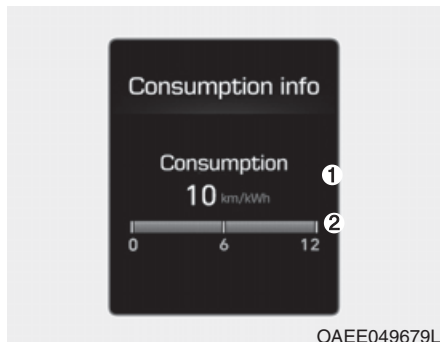 Consumption info
Consumption
①
10 km/kWh
②
0 6 12
OAEE049679L